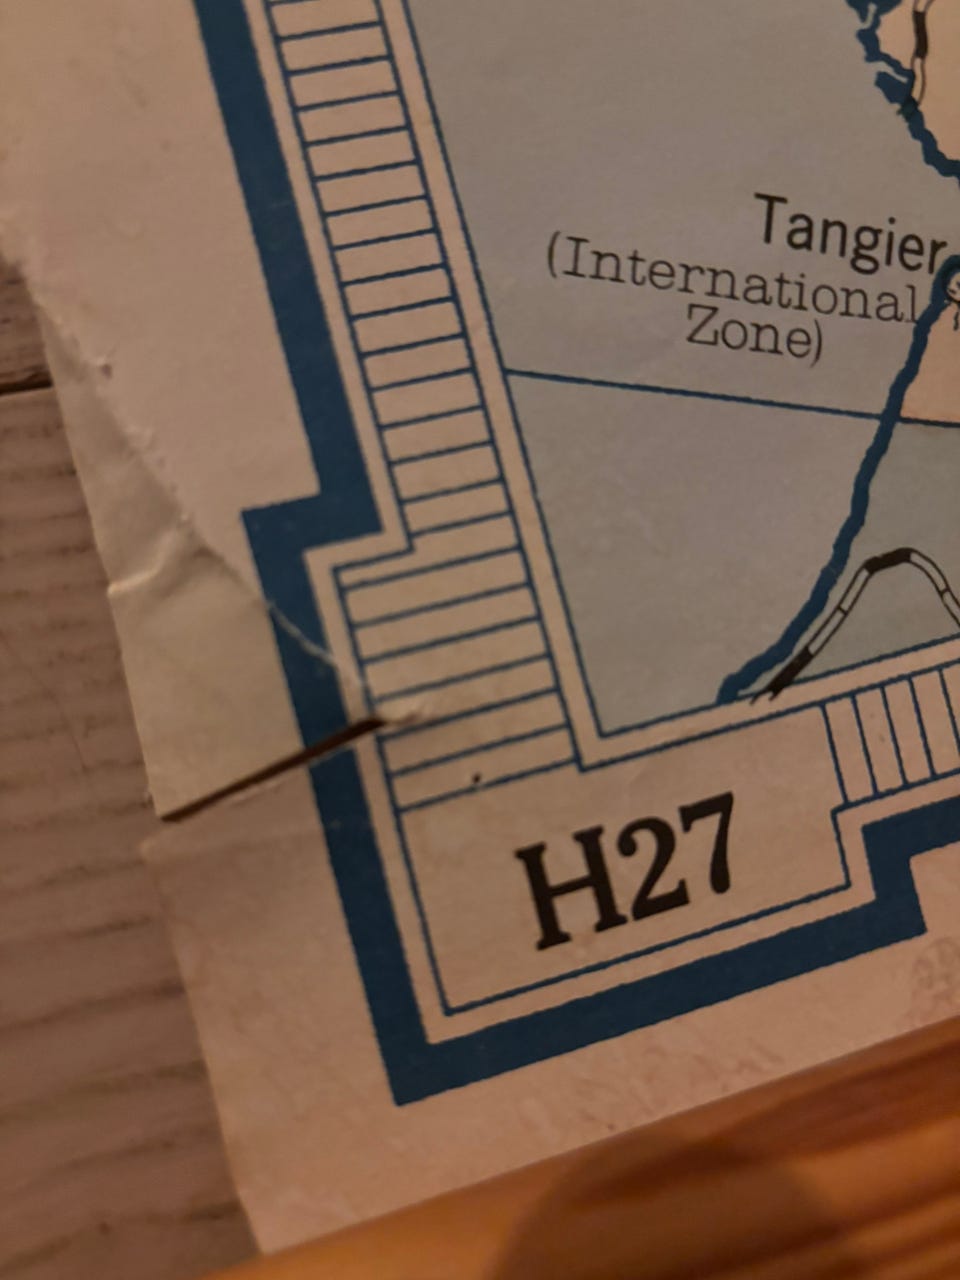 Tangier
(International
Zone)
H27